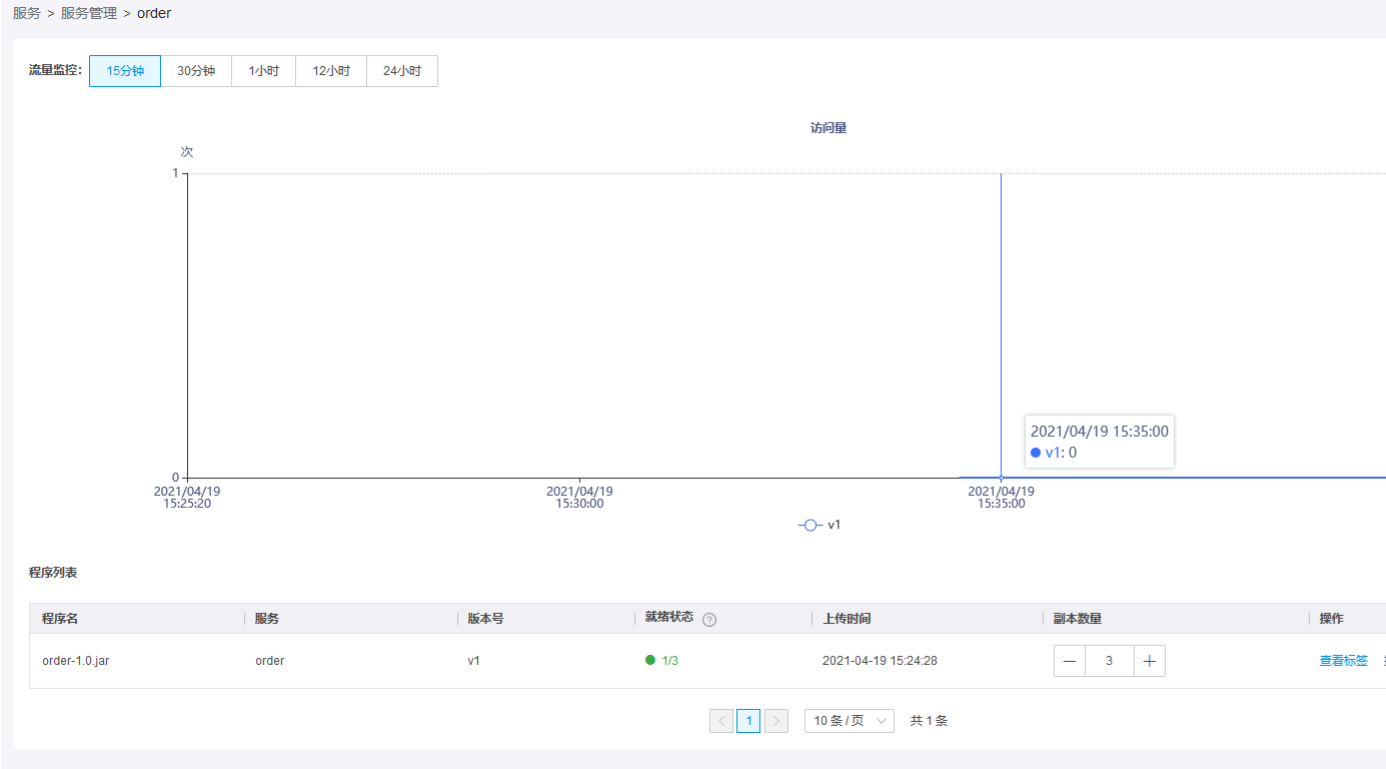 服务 > 服务管理 > order
流量监控: 15分钟 30分钟 1小时 12小时 24小时
访问量
次
1
2021/04/19 15:35:00
v1: 0
0
2021/04/19 15:25:20
2021/04/19 15:30:00
2021/04/19 15:35:00
v1
程序列表
程序名 服务 版本号 就绪状态 ? 上传时间 副本数量 操作
order-1.0.jar order v1 1/3 2021-04-19 15:24:28 — 3 + 查看标签
< 1 > 10 条 / 页 共 1 条